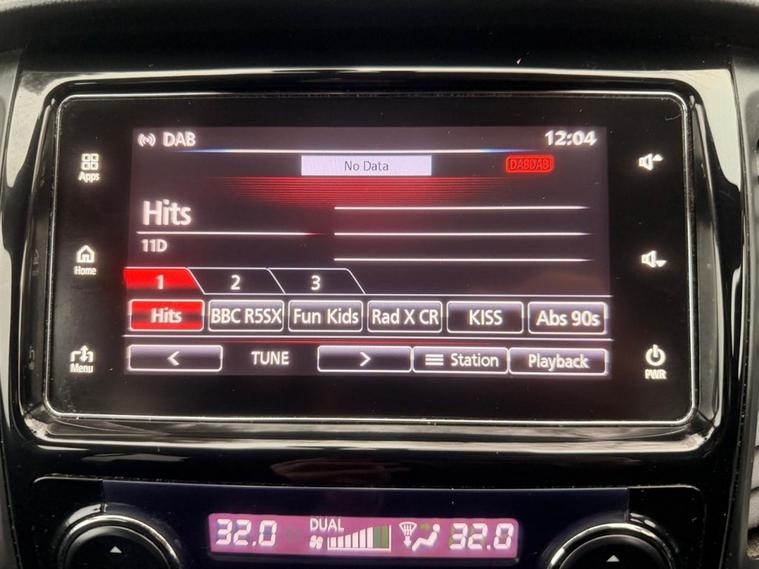 DAB 12:04
No Data DABDAB
Apps
Hits
11D
Home
1 2 3
Hits BBC R5SX Fun Kids Rad X CR KISS Abs 90s
< TUNE > Station Playback
Menu PWR
32.0 DUAL 32.0